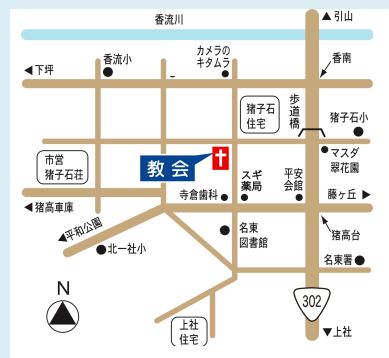 香流川
▲引山
香流小
カメラの
キタムラ
◀下坪
香南
猪子石
住宅
歩道橋
猪子石小
教会
マスダ
翠花園
市営
猪子石荘
スギ
薬局
平安
会館
寺倉歯科
藤ヶ丘▶
◀猪高車庫
◀平和公園
名東
図書館
猪高台
北一社小
名東署
N
302
上社
住宅
▼上社